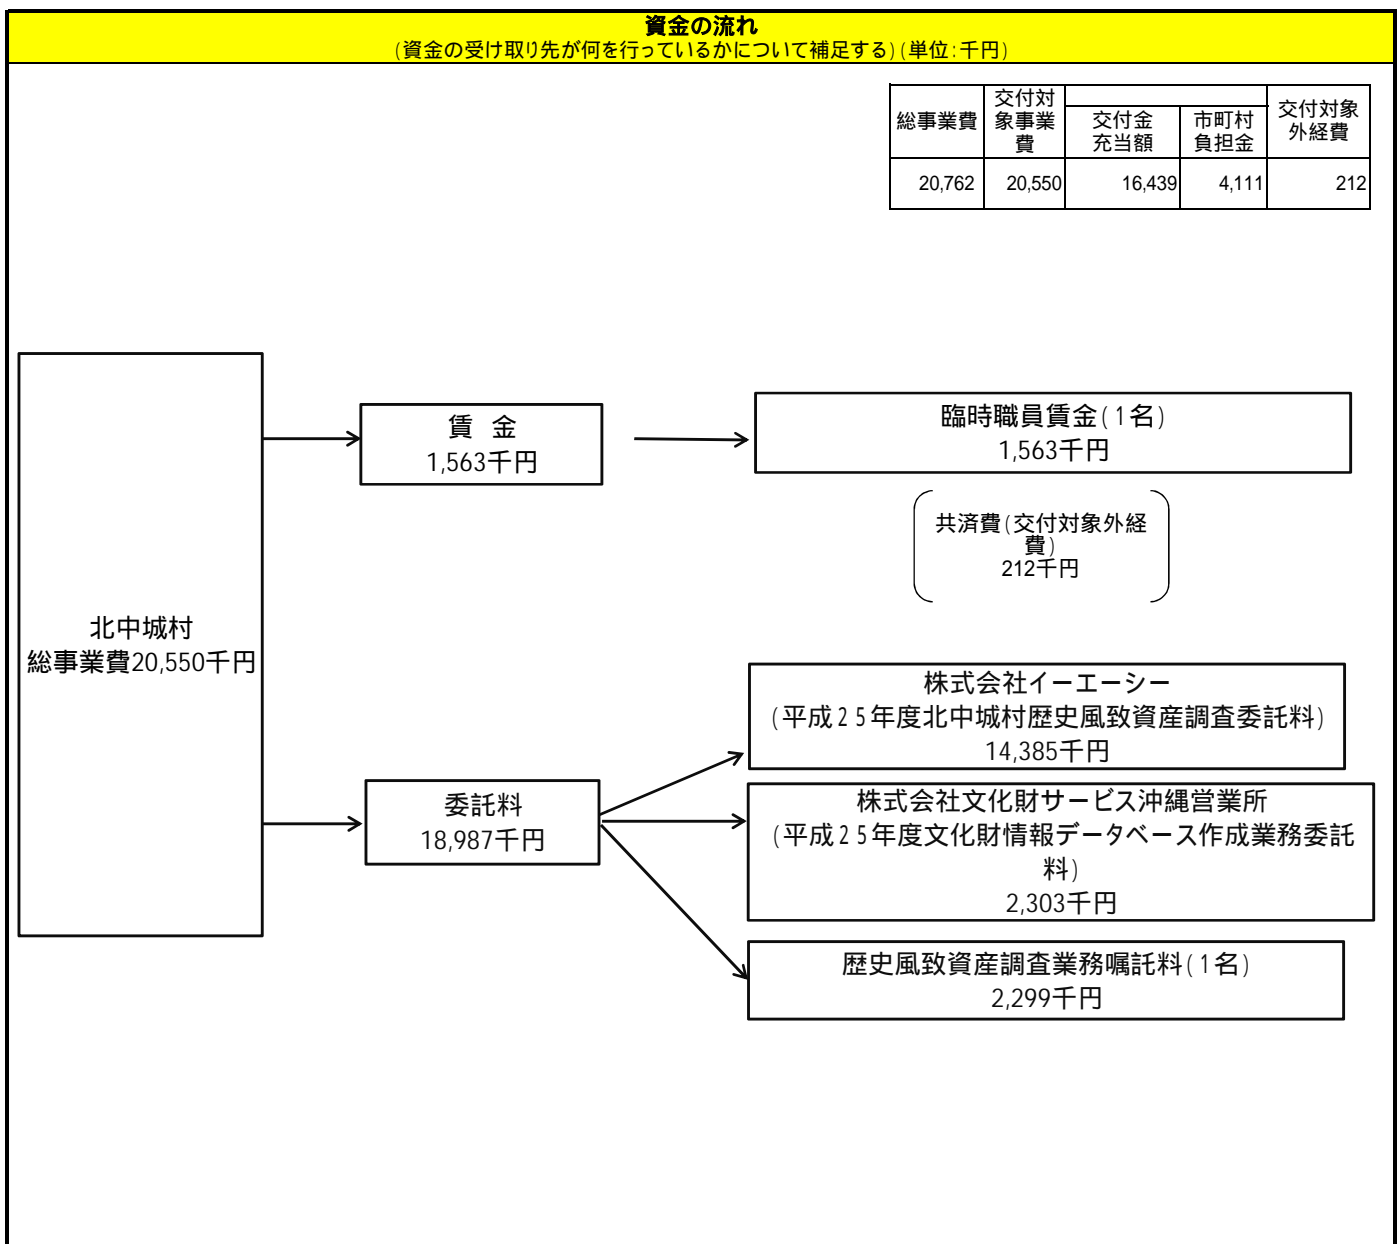 資金の流れ
(資金の受け取り先が何を行っているかについて補足する)(単位:千円)
総事業費
交付対
象事業
費
交付金
充当額
市町村
負担金
交付対象
外経費
20,762
20,550
16,439
4,111
212
賃 金
1,563千円
臨時職員賃金(1名)
1,563千円
共済費(交付対象外経
費)
212千円
北中城村
総事業費20,550千円
株式会社イーエーシー
(平成25年度北中城村歴史風致資産調査委託料)
14,385千円
委託料
18,987千円
株式会社文化財サービス沖縄営業所
(平成25年度文化財情報データベース作成業務委託
料)
2,303千円
歴史風致資産調査業務嘱託料(1名)
2,299千円